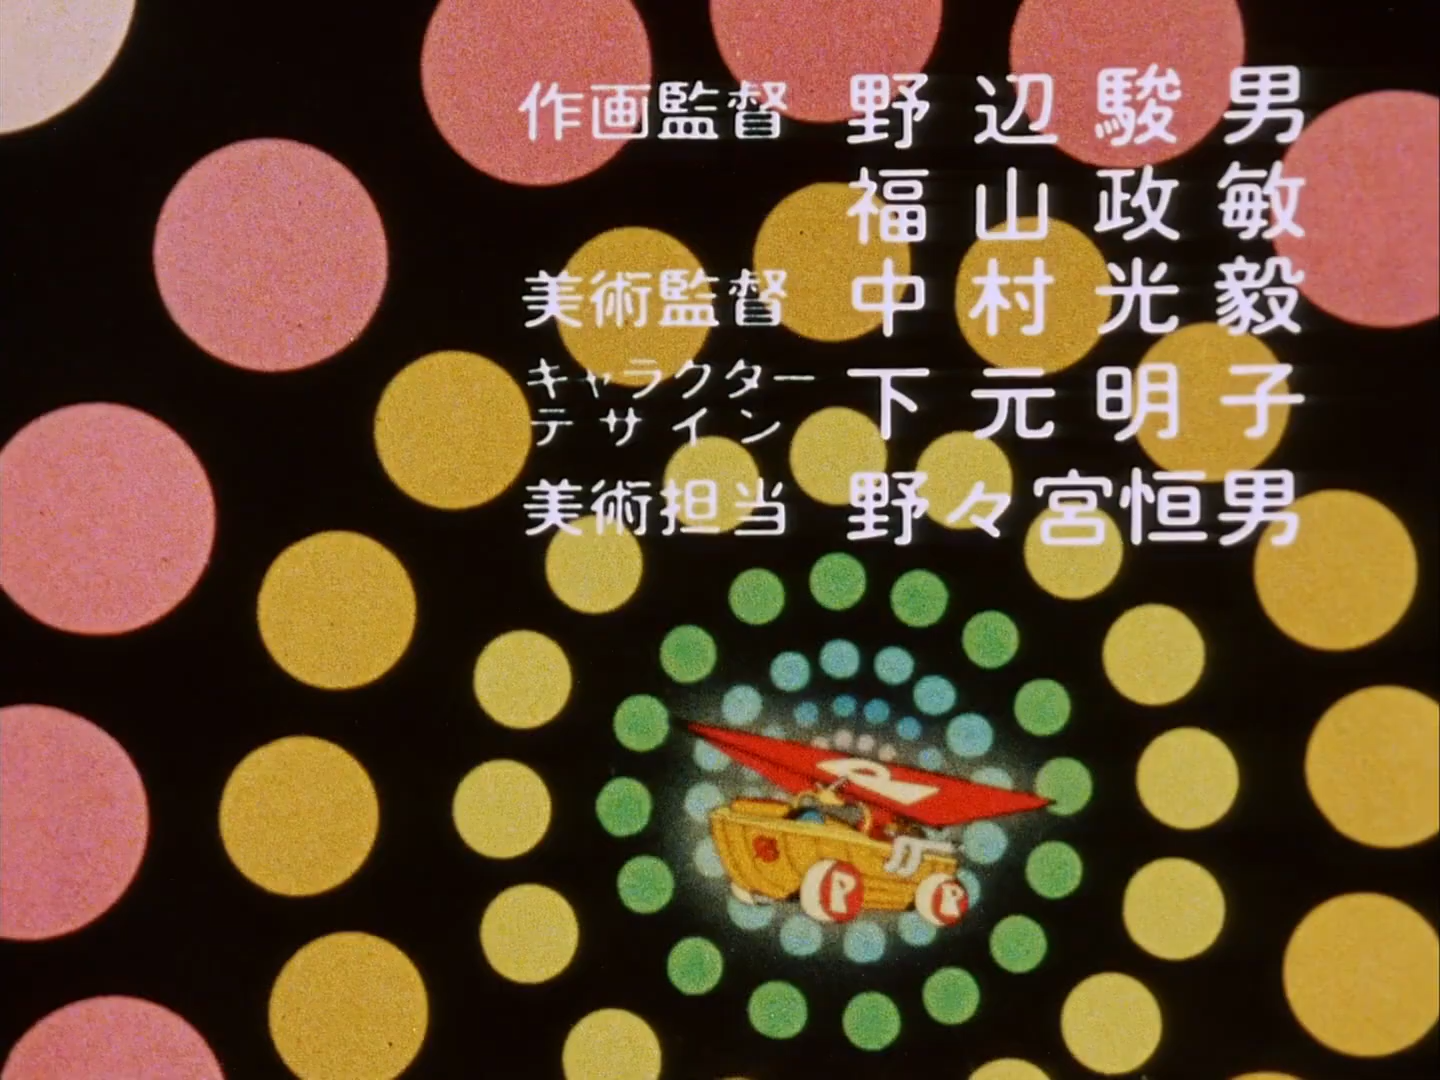 作画監督 野辺駿男
福山政敏
美術監督 中村光毅
キャラクター
デザイン 下元明子
美術担当 野々宮恒男
R
R
R